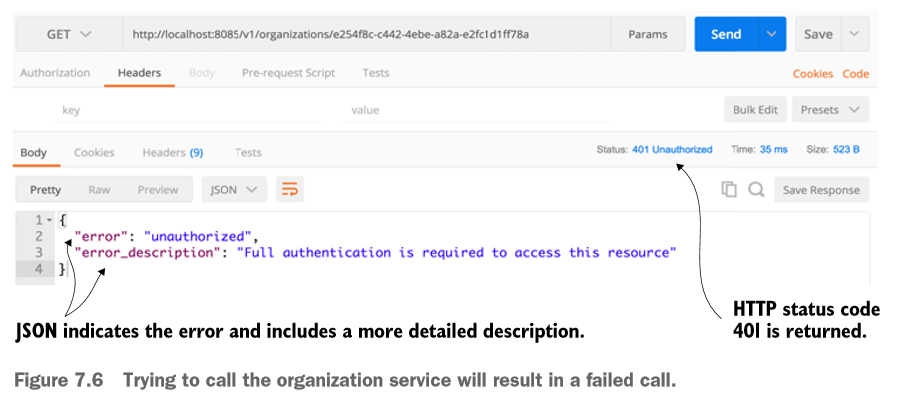 GET http://localhost:8085/v1/organizations/e254f8c-c442-4ebe-a82a-e2fc1d1ff78a Params Send Save
Authorization Headers Body Pre-request Script Tests Cookies Code
key value Bulk Edit Presets
Body Cookies Headers (9) Tests Status: 401 Unauthorized Time: 35 ms Size: 523 B
Pretty Raw Preview JSON Save Response
1 {
2 "error": "unauthorized",
3 "error_description": "Full authentication is required to access this resource"
4 }
JSON indicates the error and includes a more detailed description.
HTTP status code
401 is returned.
Figure 7.6 Trying to call the organization service will result in a failed call.